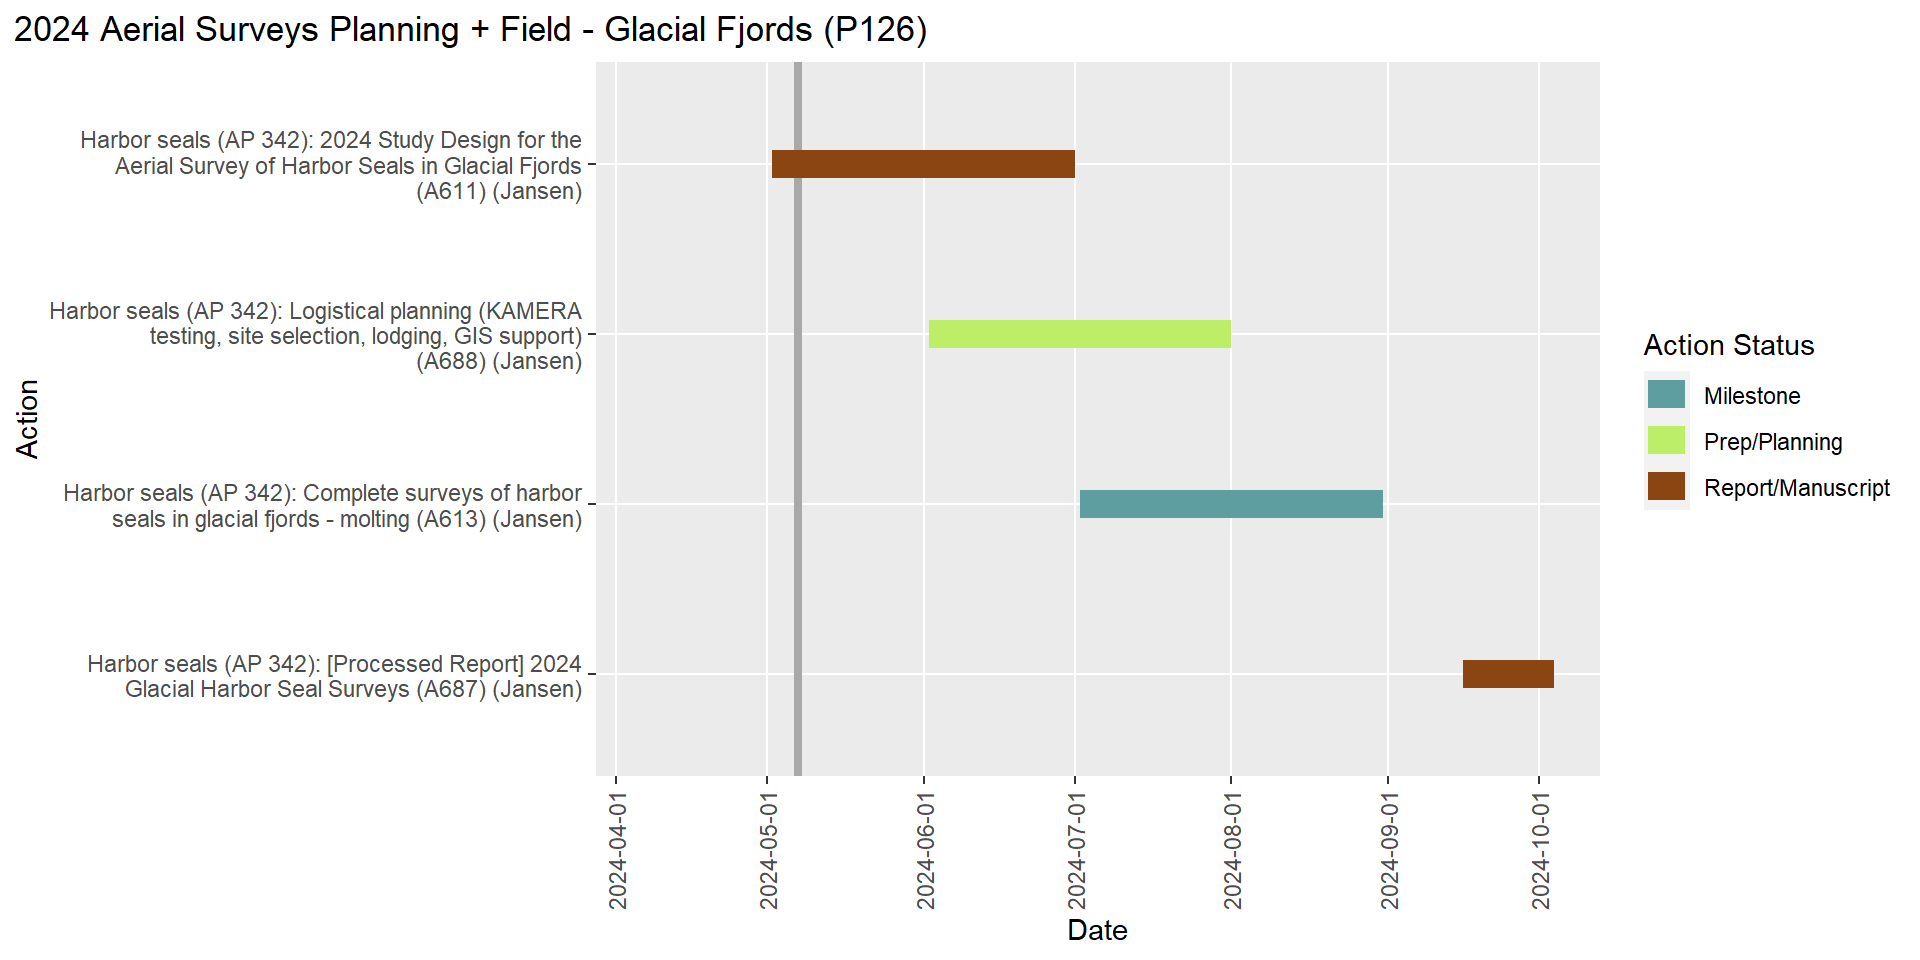 2024 Aerial Surveys Planning + Field - Glacial Fjords (P126)
Harbor seals (AP 342): 2024 Study Design for the
Aerial Survey of Harbor Seals in Glacial Fjords
(A611) (Jansen)
Harbor seals (AP 342): Logistical planning (KAMERA
testing, site selection, lodging, GIS support)
(A688) (Jansen)
Harbor seals (AP 342): Complete surveys of harbor
seals in glacial fjords - molting (A613) (Jansen)
Harbor seals (AP 342): [Processed Report] 2024
Glacial Harbor Seal Surveys (A687) (Jansen)
Action
2024-04-01
2024-05-01
2024-06-01
2024-07-01
2024-08-01
2024-09-01
2024-10-01
Date
Action Status
Milestone
Prep/Planning
Report/Manuscript